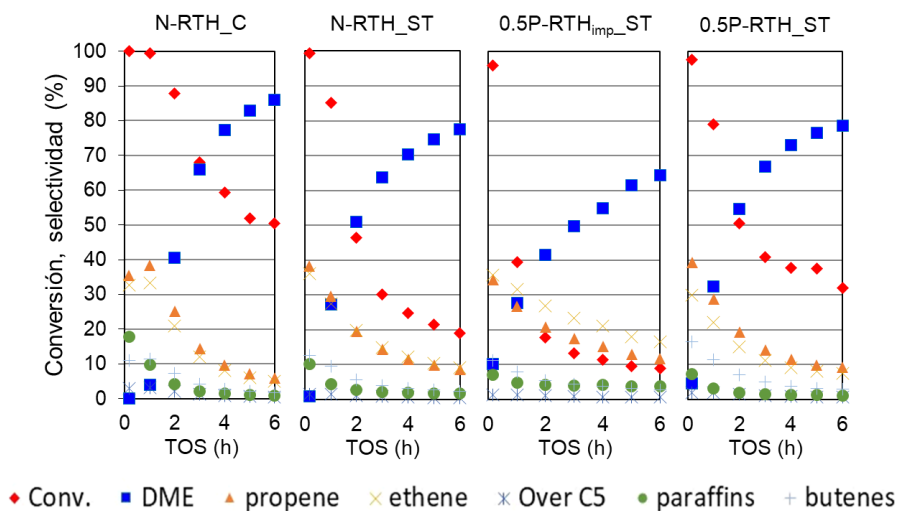 N-RTH_C N-RTH_ST 0.5P-RTHimp_ST 0.5P-RTH_ST
Conversión, selectividad (%)
100
90
80
70
60
50
40
30
20
10
0
0 2 4 6 0 2 4 6 0 2 4 6 0 2 4 6
TOS (h) TOS (h) TOS (h) TOS (h)
Conv. DME propene ethene Over C5 paraffins butenes